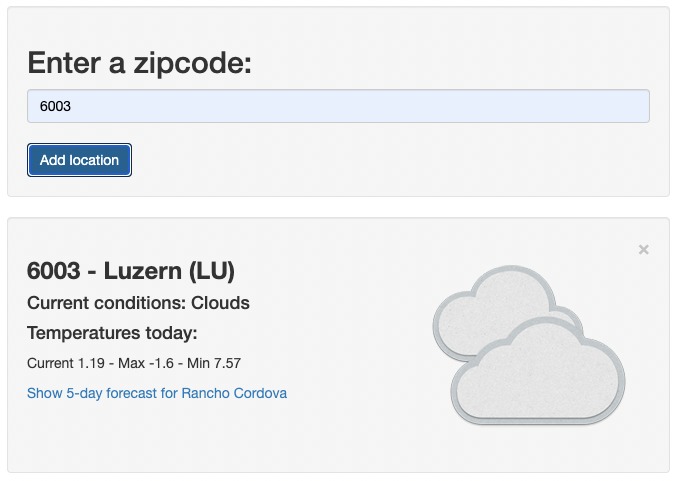 Enter a zipcode:
6003
Add location
×
6003 - Luzern (LU)
Current conditions: Clouds
Temperatures today:
Current 1.19 - Max -1.6 - Min 7.57
Show 5-day forecast for Rancho Cordova